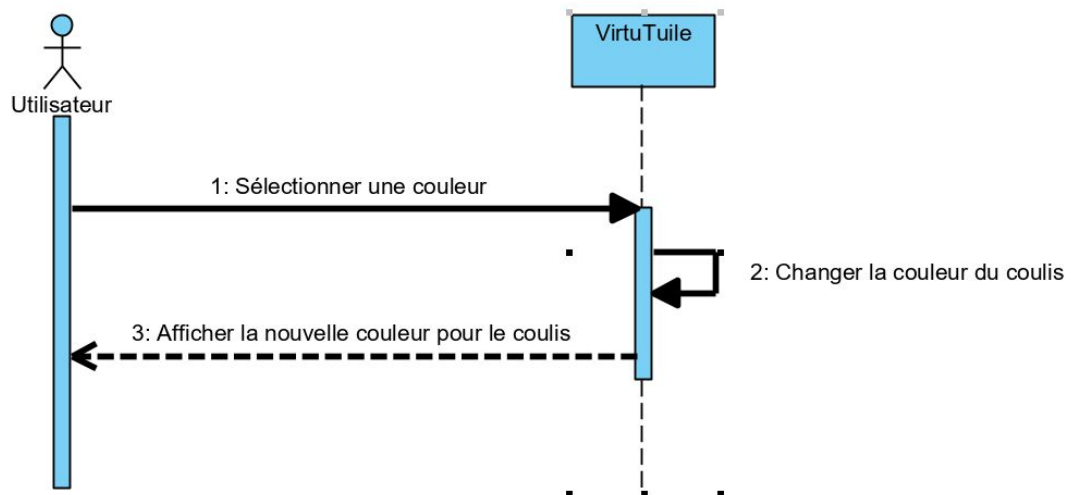 VirtuTuile
Utilisateur
1: Sélectionner une couleur
2: Changer la couleur du coulis
3: Afficher la nouvelle couleur pour le coulis